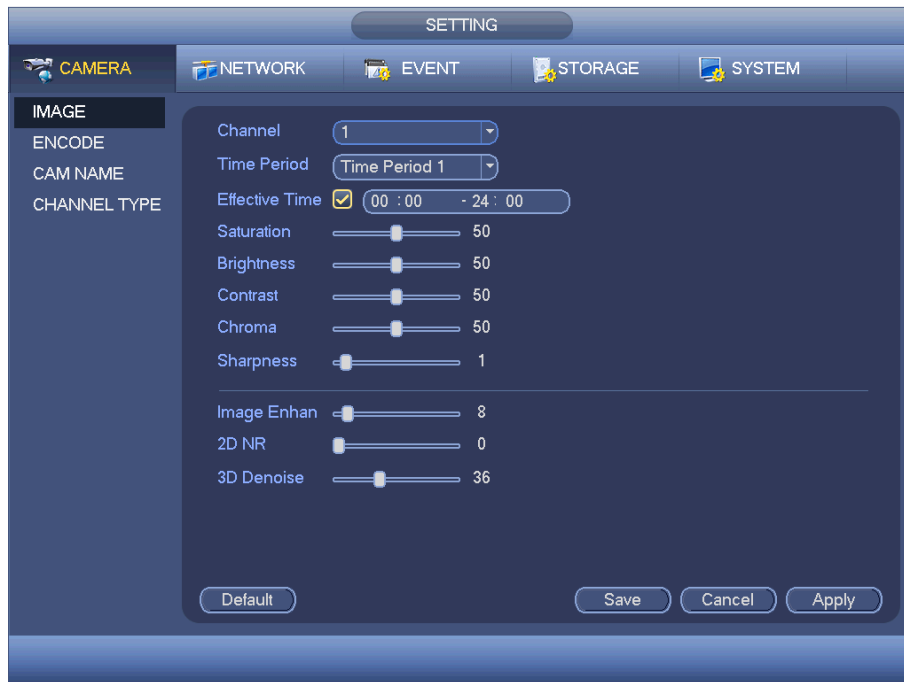 SETTING
CAMERA NETWORK EVENT STORAGE SYSTEM
IMAGE
ENCODE
CAM NAME
CHANNEL TYPE
Channel 1
Time Period Time Period 1
Effective Time 00 : 00 - 24 : 00
Saturation 50
Brightness 50
Contrast 50
Chroma 50
Sharpness 1
Image Enhan 8
2D NR 0
3D Denoise 36
Default Save Cancel Apply